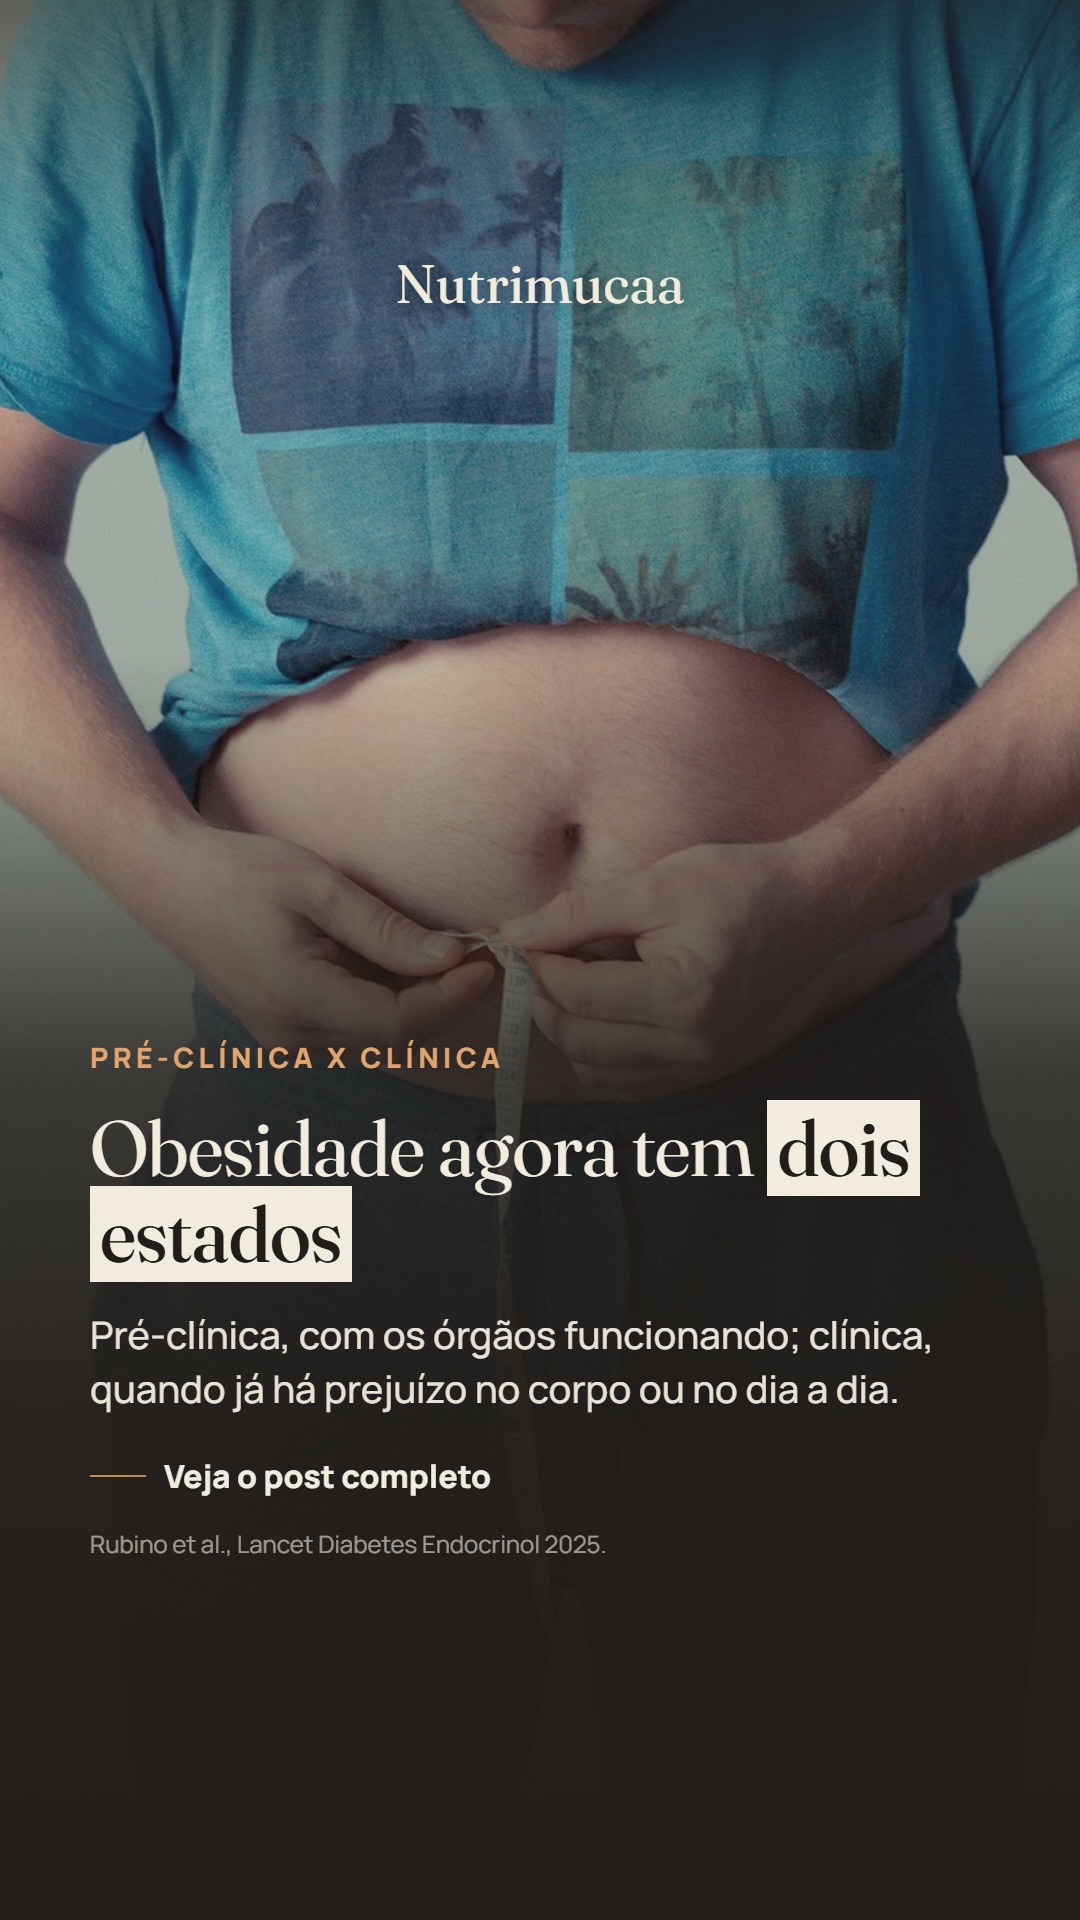 Nutrimucaa
PRÉ-CLÍNICA X CLÍNICA
Obesidade agora tem dois
estados
Pré-clínica, com os órgãos funcionando; clínica,
quando já há prejuízo no corpo ou no dia a dia.
Veja o post completo
Rubino et al., Lancet Diabetes Endocrinol 2025.